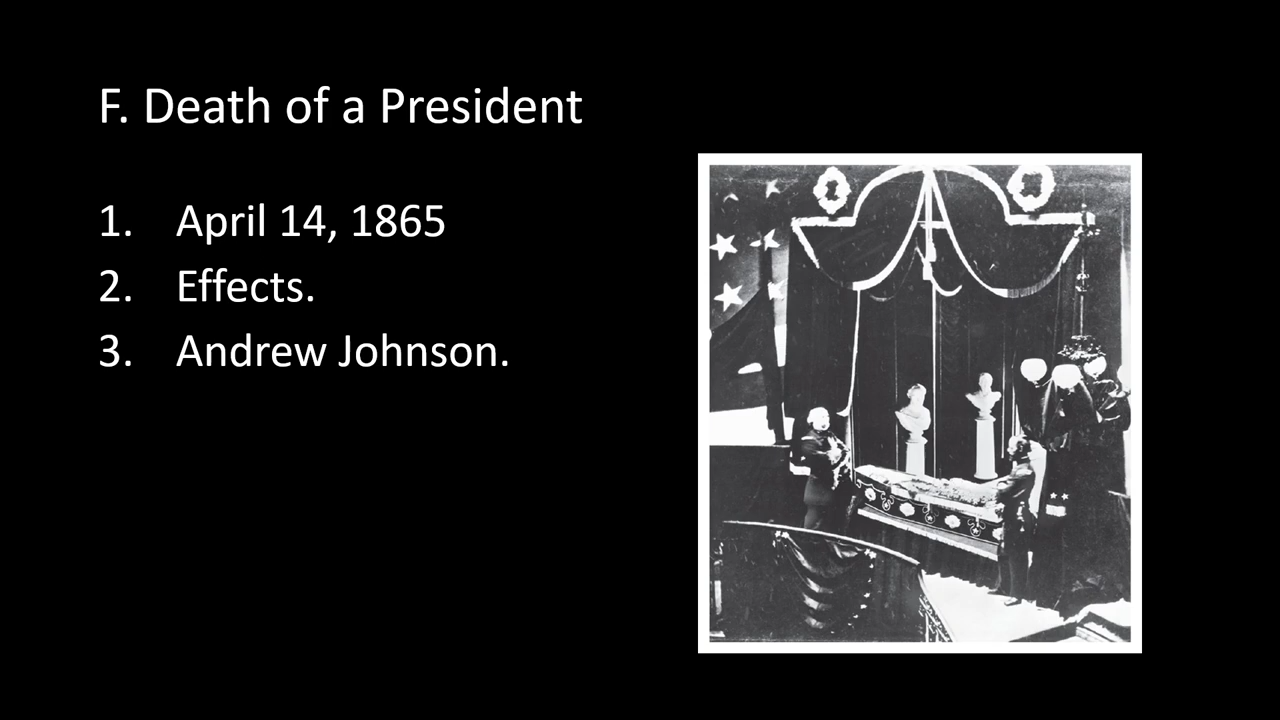 F. Death of a President
1. April 14, 1865
2. Effects.
3. Andrew Johnson.